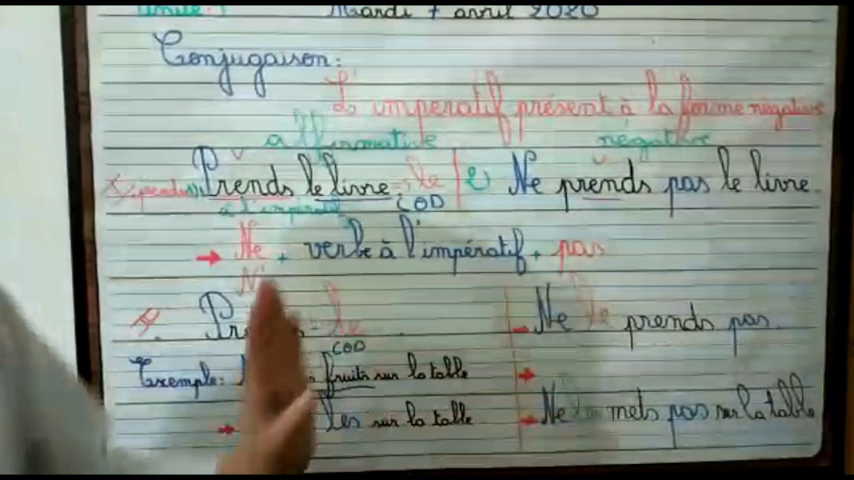 Mardi 7 avril 2020
Conjugaison:
L'impératif présent à la forme négative
affirmative négative
Prends le livre le Ne prends pas le livre.
à l'impératif COD
→ Ne + verbe à l'impératif + pas
N'
le → Ne le prends pas.
COD
Exemple: fruits sur la table →
→ les sur la table → Ne mets pas sur la table